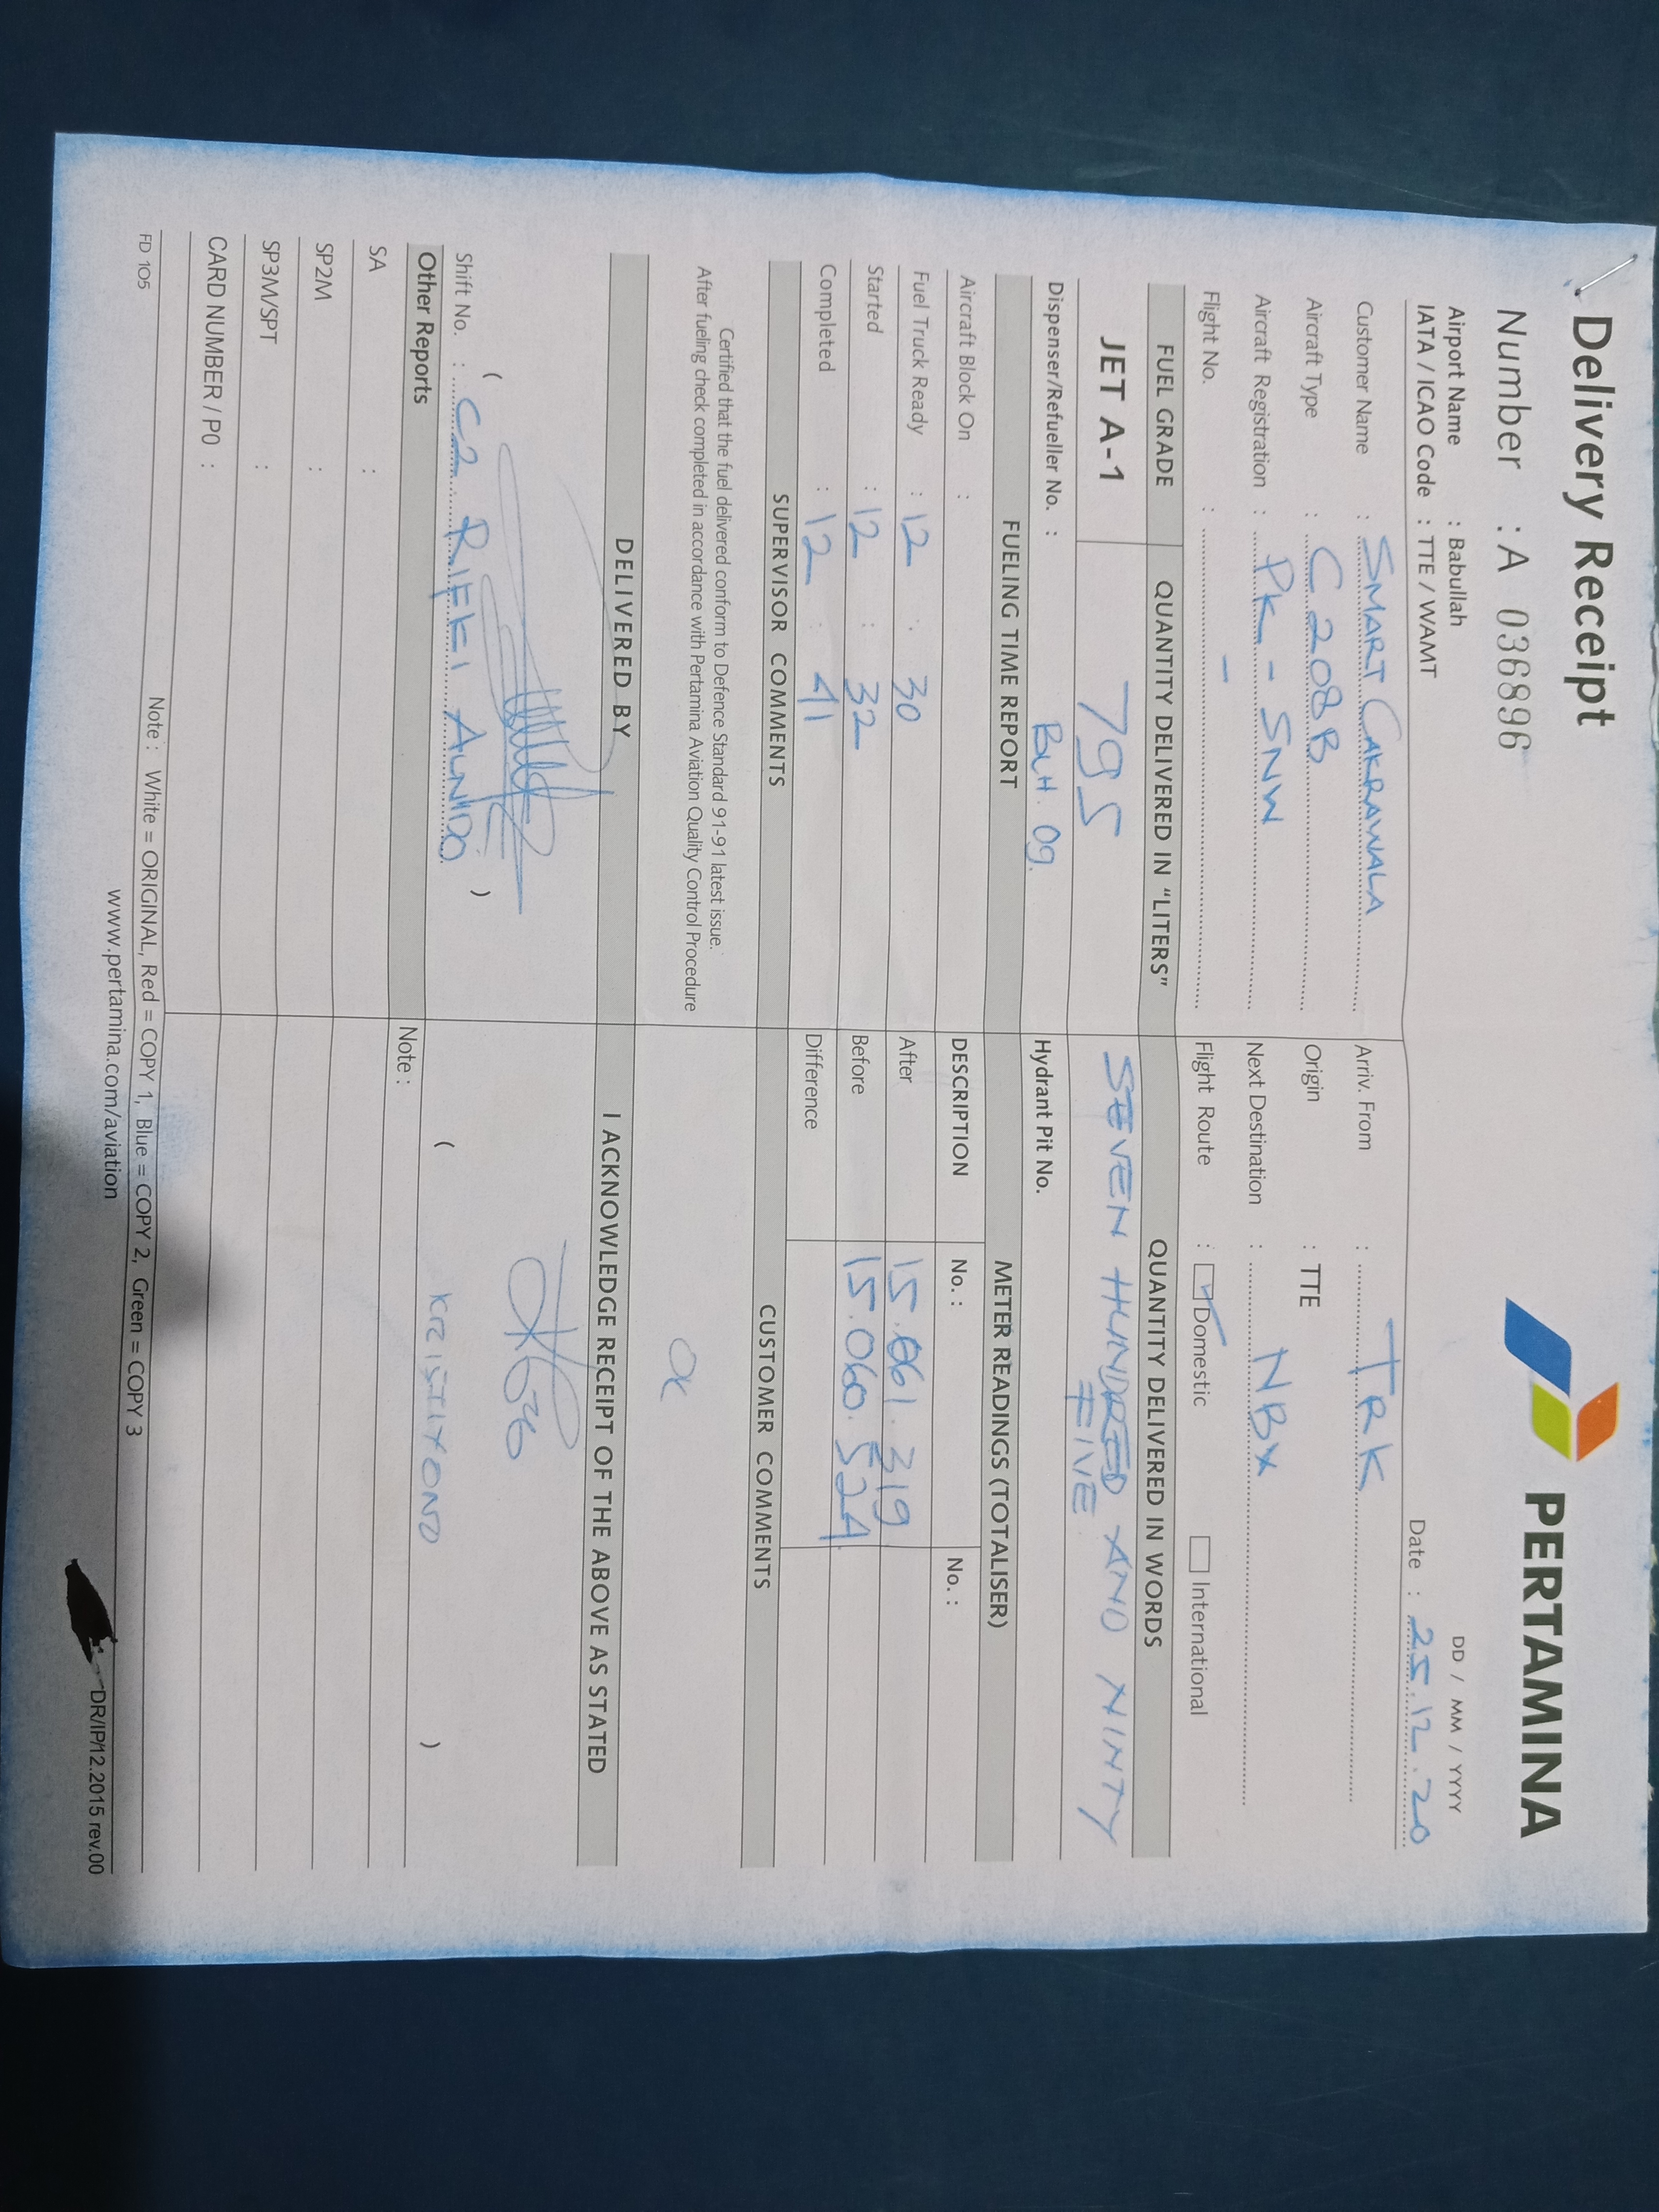 Delivery Receipt
PERTAMINA
Number : A 036896
Airport Name : Babullah
DD / MM / YYYY
IATA / ICAO Code : TTE / WAMT
Date : 25.12.20
Customer Name : SMART CAKRAWALA
Arriv. From : TRK
Aircraft Type : C 208 B
Origin : TTE
Aircraft Registration : PK - SNW
Next Destination : NBX
Flight No. : -
Flight Route : Domestic International
FUEL GRADE QUANTITY DELIVERED IN "LITERS" QUANTITY DELIVERED IN WORDS
JET A-1 795 SEVEN HUNDRED AND NINTY
FIVE
Dispenser/Refueller No. : BLH. 09.
Hydrant Pit No.
FUELING TIME REPORT METER READINGS (TOTALISER)
Aircraft Block On :
DESCRIPTION No. : No. :
Fuel Truck Ready : 12 : 30
After 15.061.319
Started : 12 : 32
Before 15.060.524
Completed : 12 : 41
Difference
SUPERVISOR COMMENTS CUSTOMER COMMENTS
Certified that the fuel delivered conform to Defence Standard 91-91 latest issue.
After fueling check completed in accordance with Pertamina Aviation Quality Control Procedure
OK
DELIVERED BY I ACKNOWLEDGE RECEIPT OF THE ABOVE AS STATED
( )
Shift No. : C2 RIFKI
( )
Other Reports
Note :
SA :
SP2M :
SP3M/SPT :
CARD NUMBER / P0 :
Note : White = ORIGINAL, Red = COPY 1, Blue = COPY 2, Green = COPY 3
FD 105
www.pertamina.com/aviation
DR/IP/12.2015 rev.00